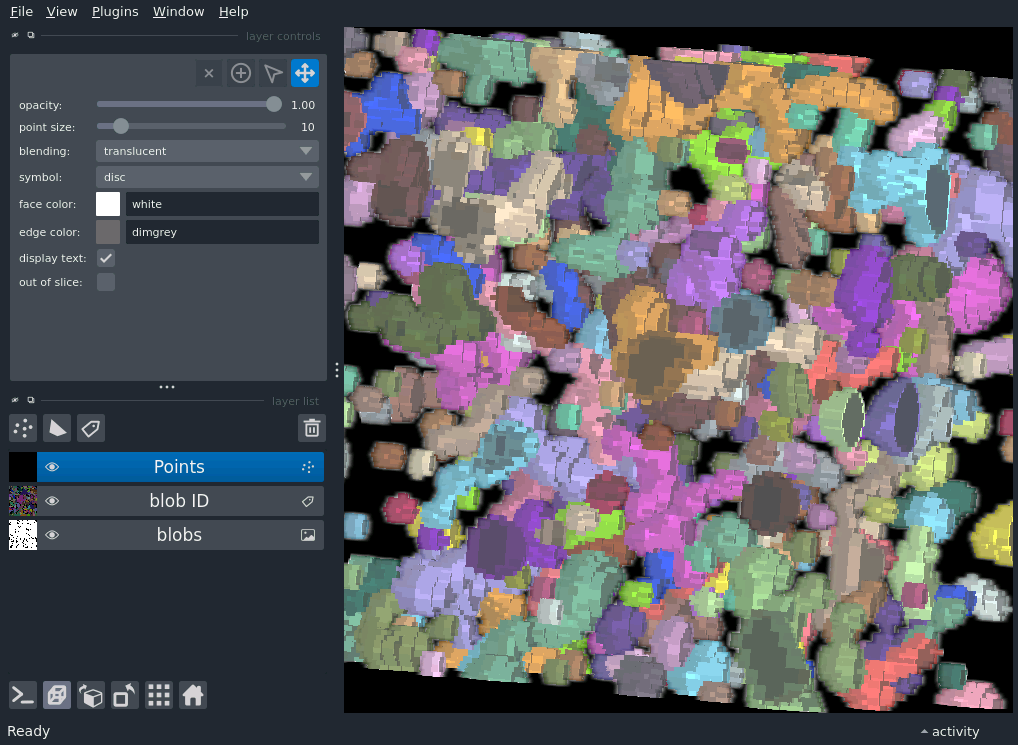 File View Plugins Window Help
layer controls
opacity: 1.00
point size: 10
blending: translucent
symbol: disc
face color: white
edge color: dimgrey
display text:
out of slice:
layer list
Points
blob ID
blobs
Ready
activity